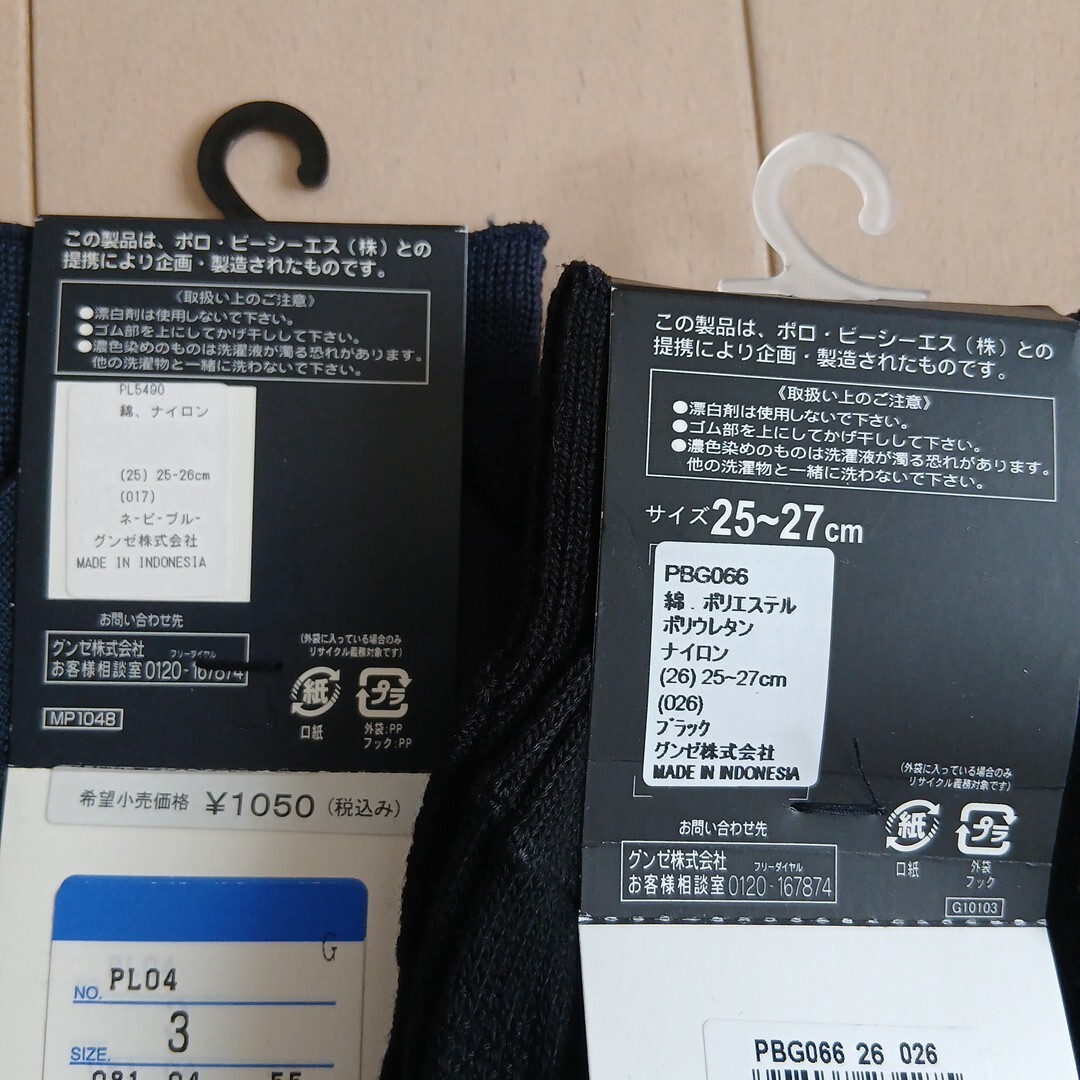 この製品は、ポロ・ビーシーエス(株)との
提携により企画・製造されたものです。
《取扱い上のご注意》
●漂白剤は使用しないで下さい。
●ゴム部を上にしてかげ干しして下さい。
●濃色染めのものは洗濯液が濁る恐れがあります。
他の洗濯物と一緒に洗わないで下さい。
PL5490
綿、ナイロン
(25) 25-26cm
(017)
ネ-ビ-ブル-
グンゼ株式会社
MADE IN INDONESIA
お問い合わせ先
グンゼ株式会社 フリーダイヤル
お客様相談室0120-167874
(外袋に入っている場合のみ
リサイクル義務対象です)
紙
プラ
口紙
外袋:PP
フック:PP
MP1048
希望小売価格 ¥1050(税込み)
G
NO. PL04
3
SIZE.
この製品は、ポロ・ビーシーエス(株)との
提携により企画・製造されたものです。
《取扱い上のご注意》
●漂白剤は使用しないで下さい。
●ゴム部を上にしてかげ干しして下さい。
●濃色染めのものは洗濯液が濁る恐れがあります。
他の洗濯物と一緒に洗わないで下さい。
サイズ 25~27cm
PBG066
綿．ポリエステル
ポリウレタン
ナイロン
(26) 25~27cm
(026)
ブラック
グンゼ株式会社
MADE IN INDONESIA
(外袋に入っている場合のみ
リサイクル義務対象です)
紙
プラ
口紙
外袋
フック
お問い合わせ先
グンゼ株式会社 フリーダイヤル
お客様相談室0120-167874
G10103
PBG066 26 026